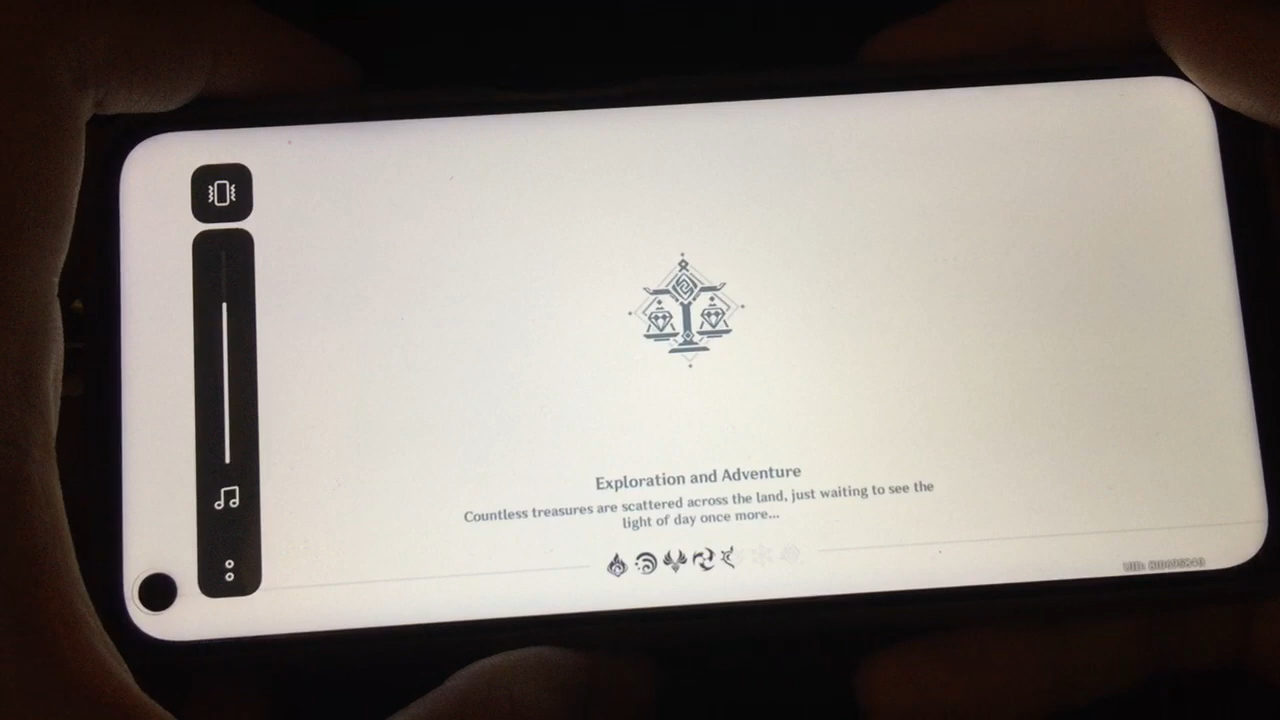 Exploration and Adventure
Countless treasures are scattered across the land, just waiting to see the
light of day once more...
UID: